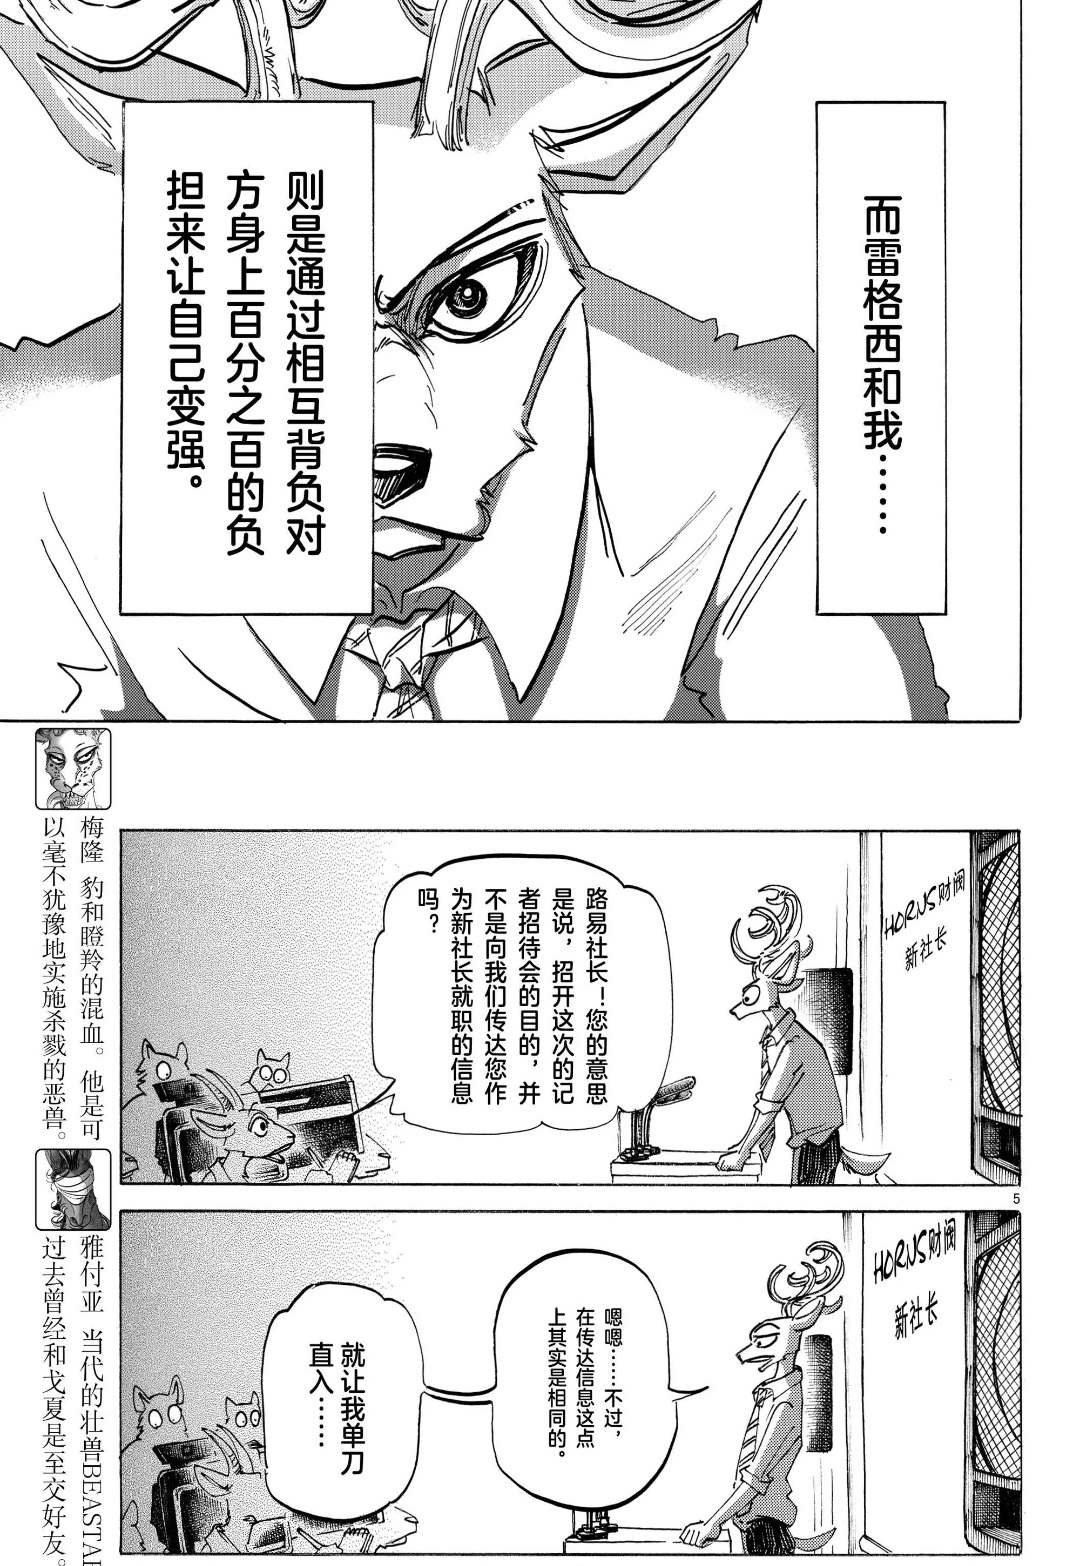 而雷格西和我……
则是通过相互背负对
方身上百分之百的负
担来让自己变强。
梅隆 豹和瞪羚的混血。他是可
以毫不犹豫地实施杀戮的恶兽。
HORNS财阀
新社长
路易社长！您的意思
是说，招开这次的记
者招待会的目的，并
不是向我们传达您作
为新社长就职的信息
吗？
5
HORNS财阀
新社长
嗯嗯……不过，
在传达信息这点
上其实是相同的。
就让我单刀
直入……
雅付亚 当代的壮兽BEASTAR
过去曾经和戈夏是至交好友。